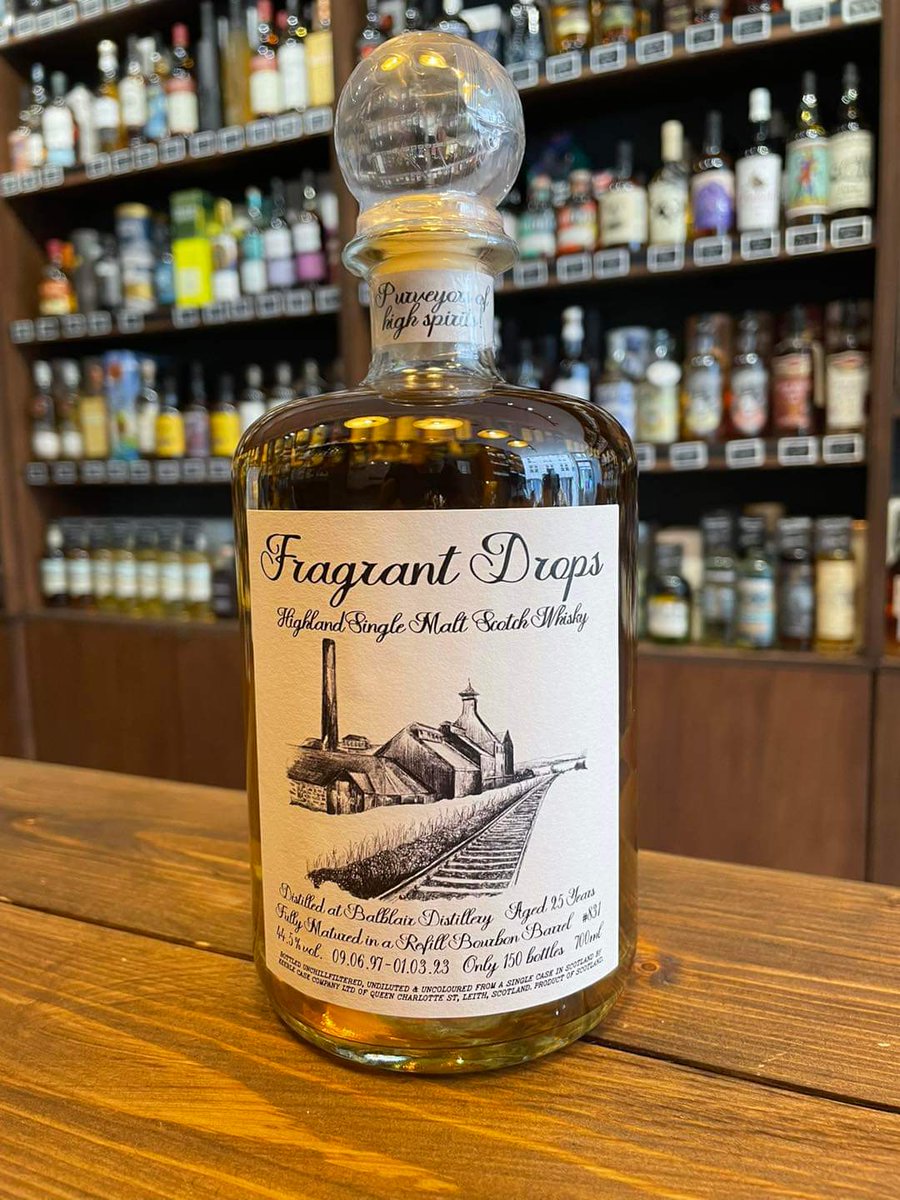 Purveyors of
high spirits!
Fragrant Drops
Highland Single Malt Scotch Whisky
Distilled at Balblair Distillery Aged 25 Years
Fully Matured in a Refill Bourbon Barrel #831
44.5% vol. 09.06.97-01.03.23 Only 150 bottles 700ml
BOTTLED UNCHILLFILTERED, UNDILUTED & UNCOLOURED FROM A SINGLE CASK IN SCOTLAND BY
KEEBLE CASK COMPANY LTD OF QUEEN CHARLOTTE ST, LEITH, SCOTLAND. PRODUCT OF SCOTLAND.